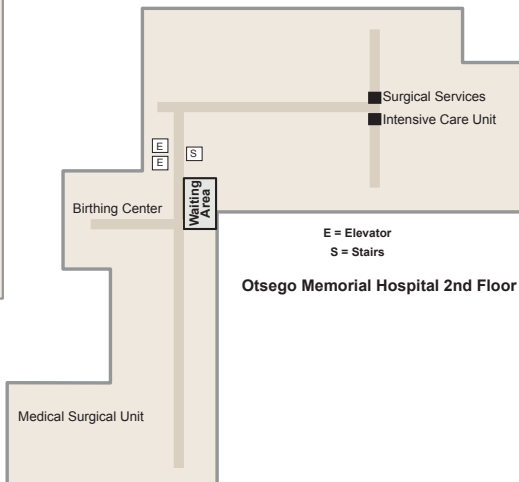 Surgical Services
Intensive Care Unit
E
E
S
Waiting
Area
Birthing Center
E = Elevator
S = Stairs
Otsego Memorial Hospital 2nd Floor
Medical Surgical Unit